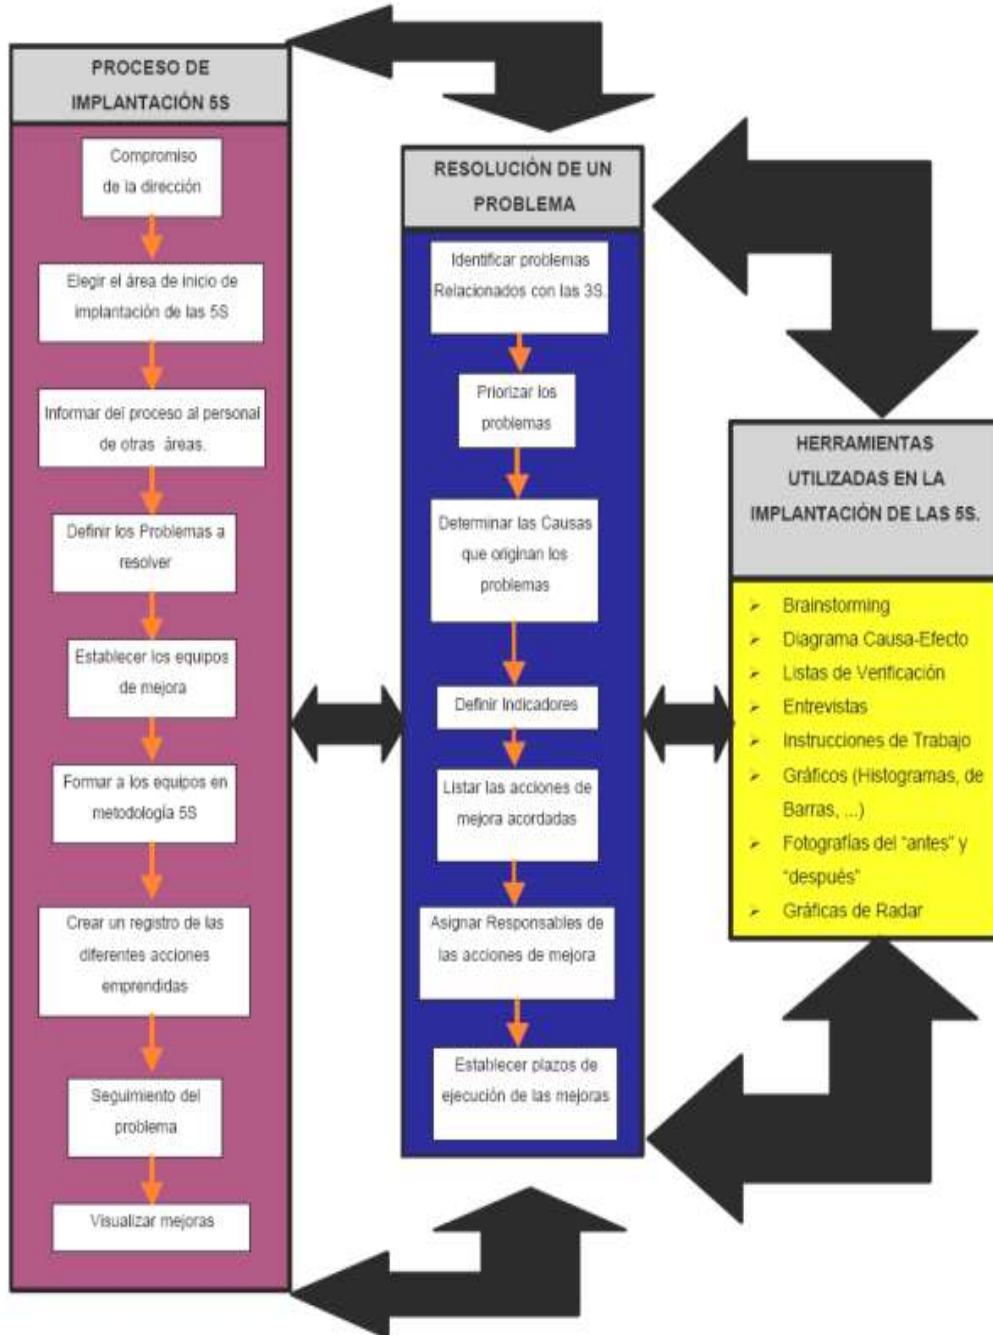 PROCESO DE
IMPLANTACIÓN 5S
Compromiso
de la dirección
Elegir el área de inicio de
implantación de las 5S
Informar del proceso al personal
de otras áreas.
Definir los Problemas a
resolver
Establecer los equipos
de mejora
Formar a los equipos en
metodología 5S
Crear un registro de las
diferentes acciones
emprendidas
Seguimiento del
problema
Visualizar mejoras
RESOLUCIÓN DE UN
PROBLEMA
Identificar problemas
Relacionados con las 3S.
Priorizar los
problemas
Determinar las Causas
que originan los
problemas
Definir Indicadores
Listar las acciones de
mejora acordadas
Asignar Responsables de
las acciones de mejora
Establecer plazos de
ejecución de las mejoras
HERRAMIENTAS
UTILIZADAS EN LA
IMPLANTACIÓN DE LAS 5S.
Brainstorming
Diagrama Causa-Efecto
Listas de Verificación
Entrevistas
Instrucciones de Trabajo
Gráficos (Histogramas, de
Barras, ...)
Fotografías del “antes” y
“después”
Gráficas de Radar